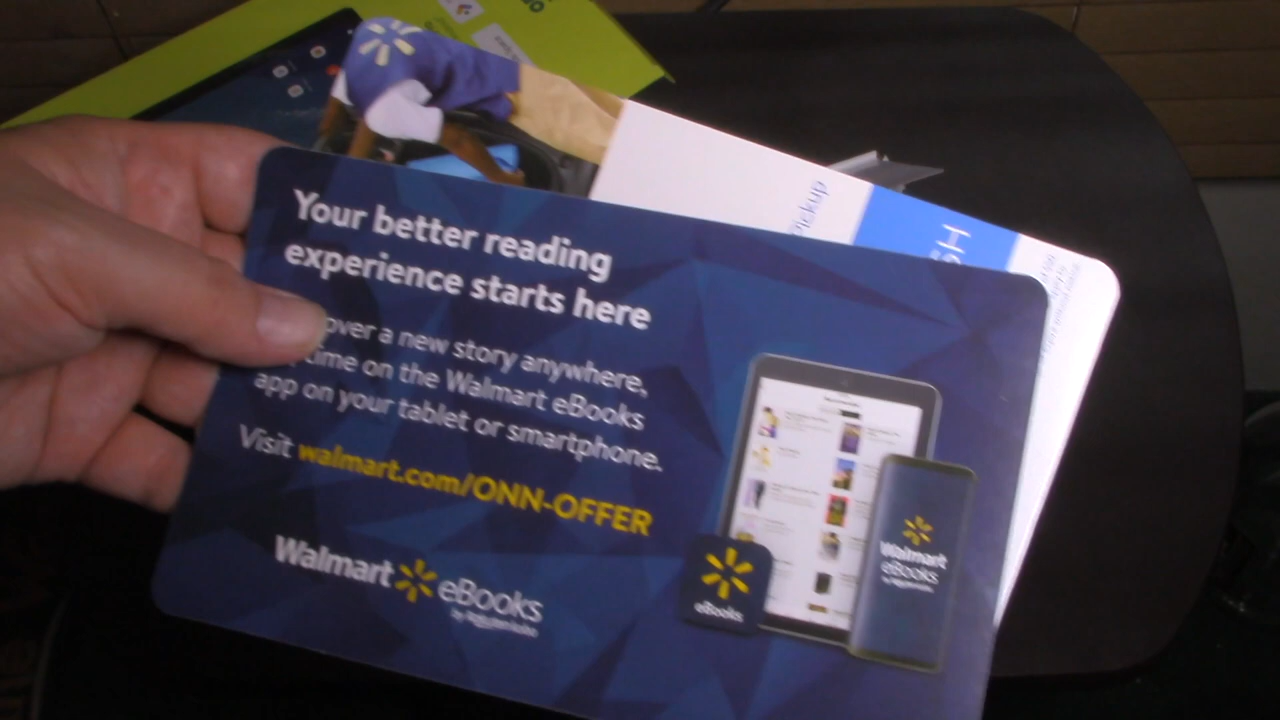 Your better reading
experience starts here
over a new story anywhere,
time on the Walmart eBooks
app on your tablet or smartphone.
Visit walmart.com/ONN-OFFER
Walmart eBooks
Walmart
eBooks
eBooks
Pickup